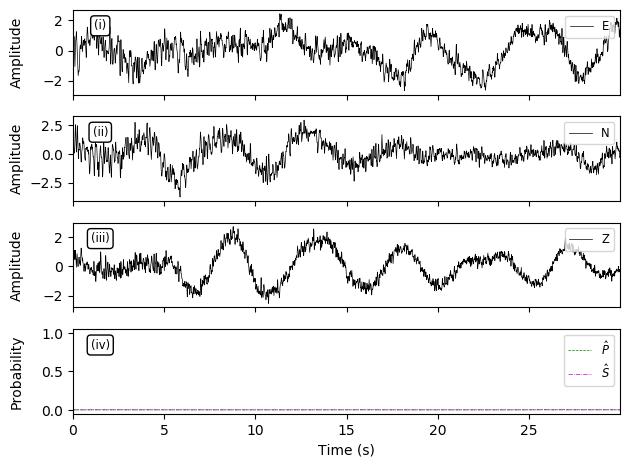 Amplitude
2
0
−2
(i)
E
Amplitude
2.5
0.0
−2.5
(ii)
N
Amplitude
2
0
−2
(iii)
Z
Probability
1.0
0.5
0.0
(iv)
P̂
Ŝ
0 5 10 15 20 25
Time (s)